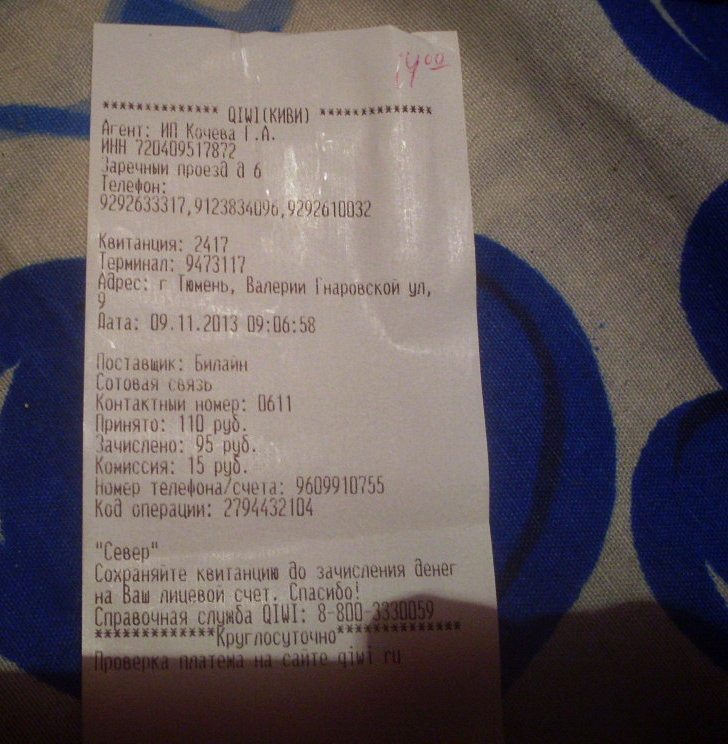 14 00
************** QIWI(КИВИ) **************
Агент: ИП Кочева Г.А.
ИНН 720409517872
Заречный проезд д 6
Телефон:
9292633317,9123834096,9292610032
Квитанция: 2417
Терминал: 9473117
Адрес: г Тюмень, Валерии Гнаровской ул,
9
Дата: 09.11.2013 09:06:58
Поставщик: Билайн
Сотовая связь
Контактный номер: 0611
Принято: 110 руб.
Зачислено: 95 руб.
Комиссия: 15 руб.
Номер телефона/счета: 9609910755
Код операции: 2794432104
"Север"
Сохраняйте квитанцию до зачисления денег
на Ваш лицевой счет. Спасибо!
Справочная служба QIWI: 8-800-3330059
*************Круглосуточно*************
Проверка платежа на сайте qiwi ru